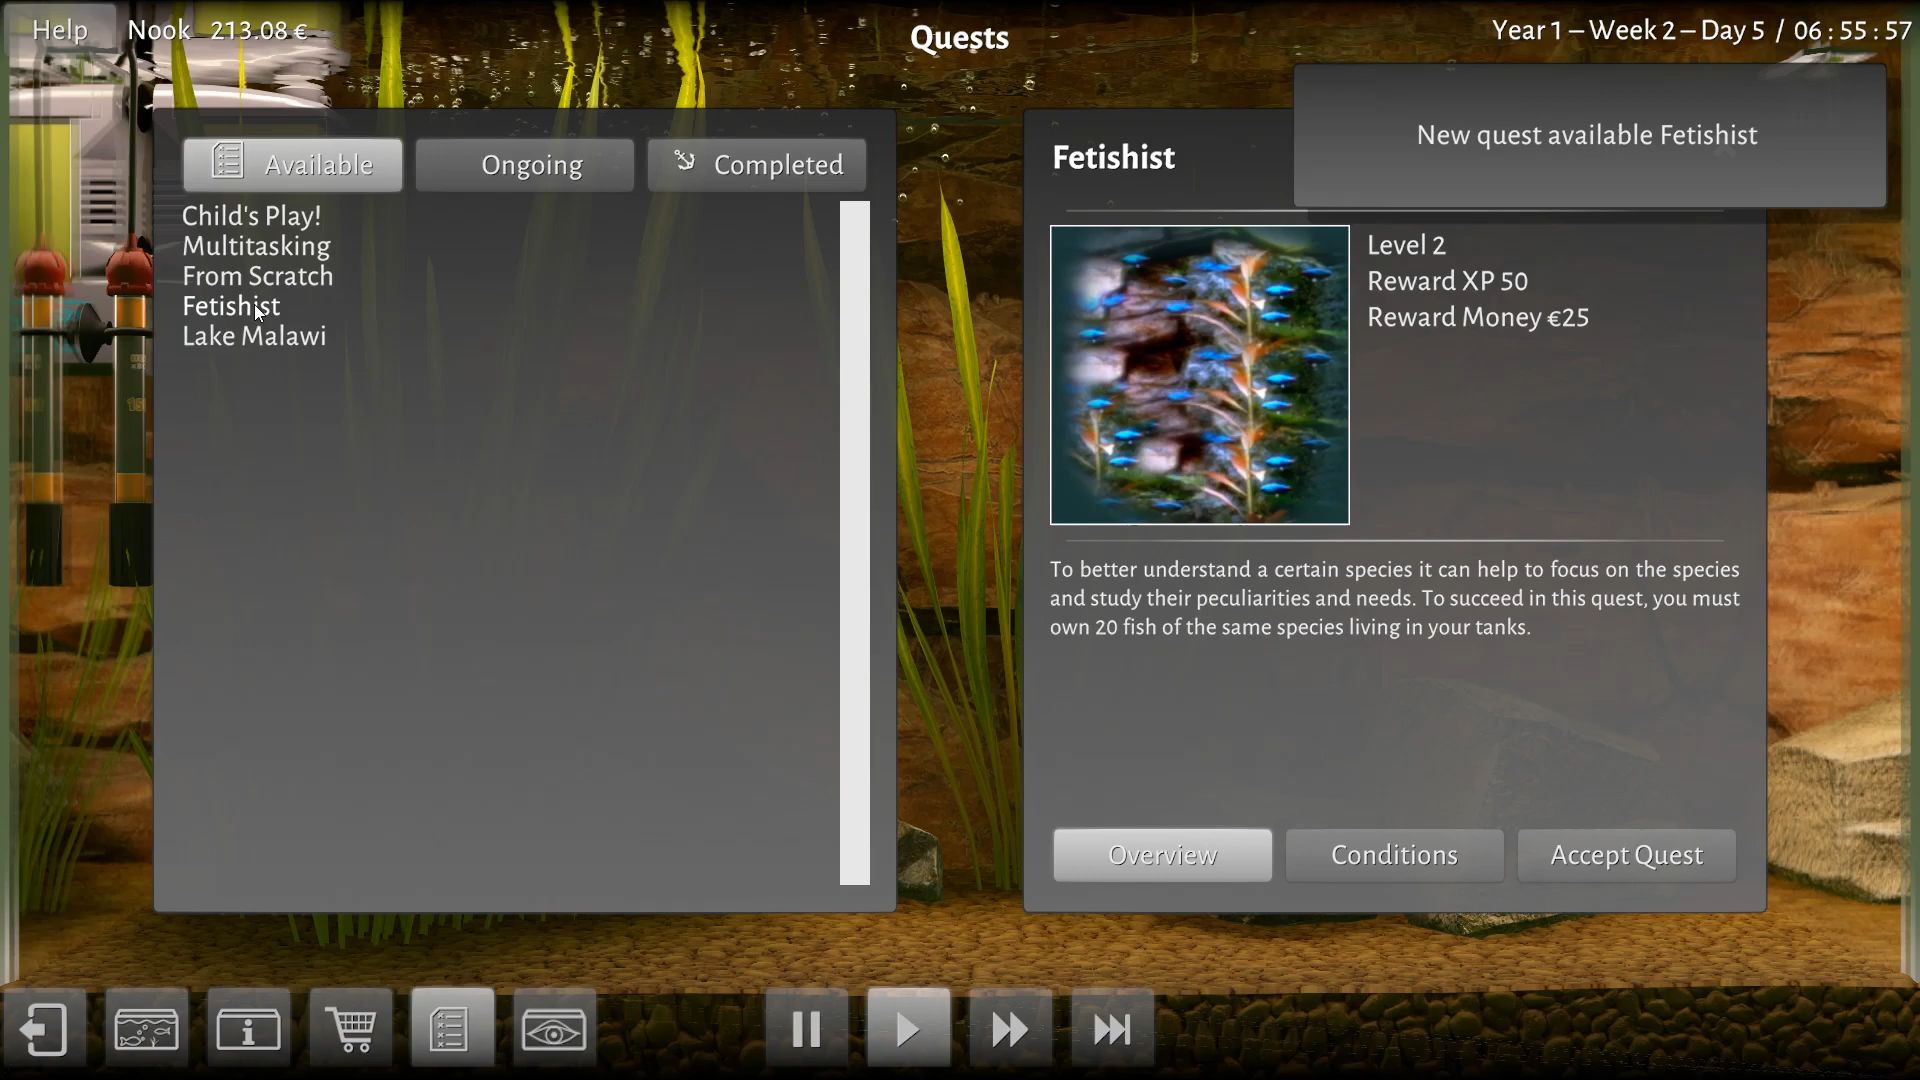 Help
Nook 213.08 €
Quests
Year 1 – Week 2 – Day 5 / 06 : 55 : 57
New quest available Fetishist
Available
Ongoing
Completed
Child's Play!
Multitasking
From Scratch
Fetishist
Lake Malawi
Fetishist
Level 2
Reward XP 50
Reward Money €25
To better understand a certain species it can help to focus on the species
and study their peculiarities and needs. To succeed in this quest, you must
own 20 fish of the same species living in your tanks.
Overview
Conditions
Accept Quest